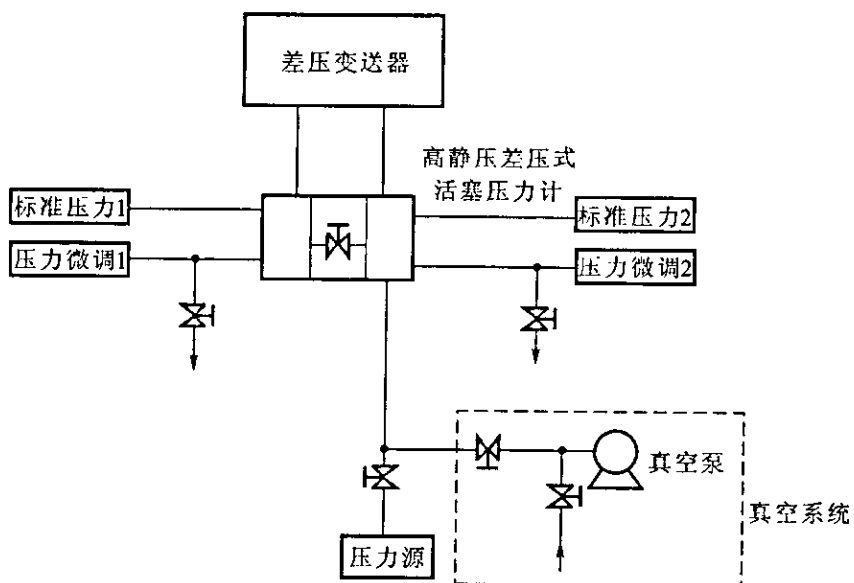 差压变送器
高静压差压式
活塞压力计
标准压力1
标准压力2
压力微调1
压力微调2
真空泵
真空系统
压力源